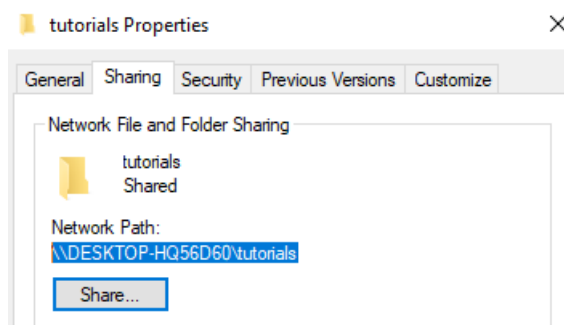 tutorials Properties
General Sharing Security Previous Versions Customize
Network File and Folder Sharing
tutorials
Shared
Network Path:
\\DESKTOP-HQ56D60\tutorials
Share...